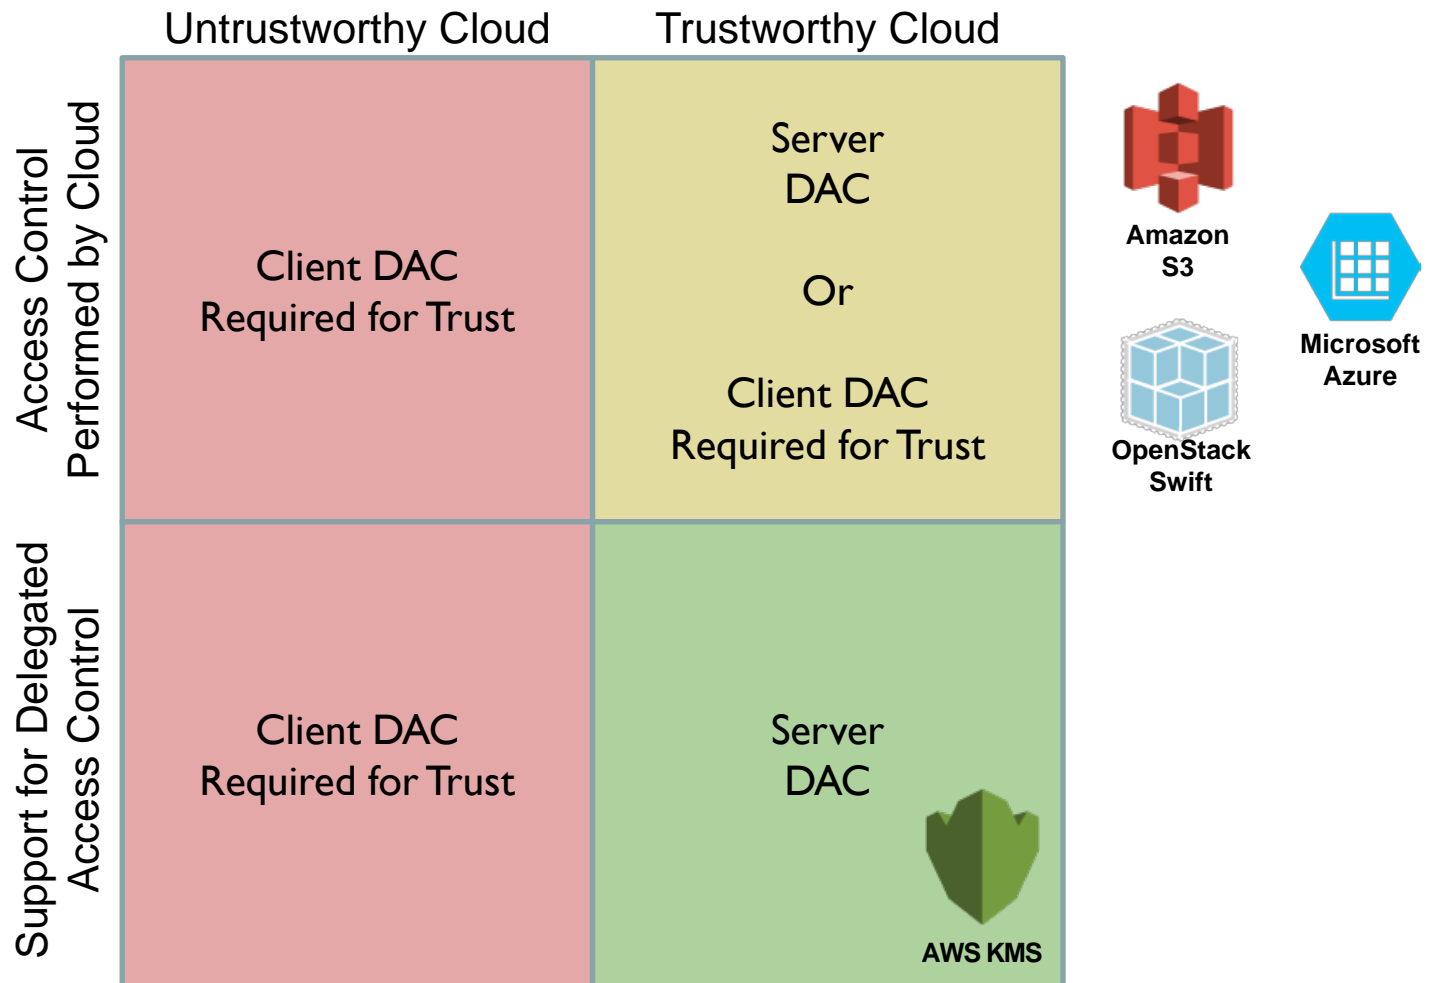 Untrustworthy Cloud
Trustworthy Cloud
Access Control
Performed by Cloud
Client DAC
Required for Trust
Server
DAC
Or
Client DAC
Required for Trust
Amazon
S3
Microsoft
Azure
OpenStack
Swift
Support for Delegated
Access Control
Client DAC
Required for Trust
Server
DAC
AWS KMS